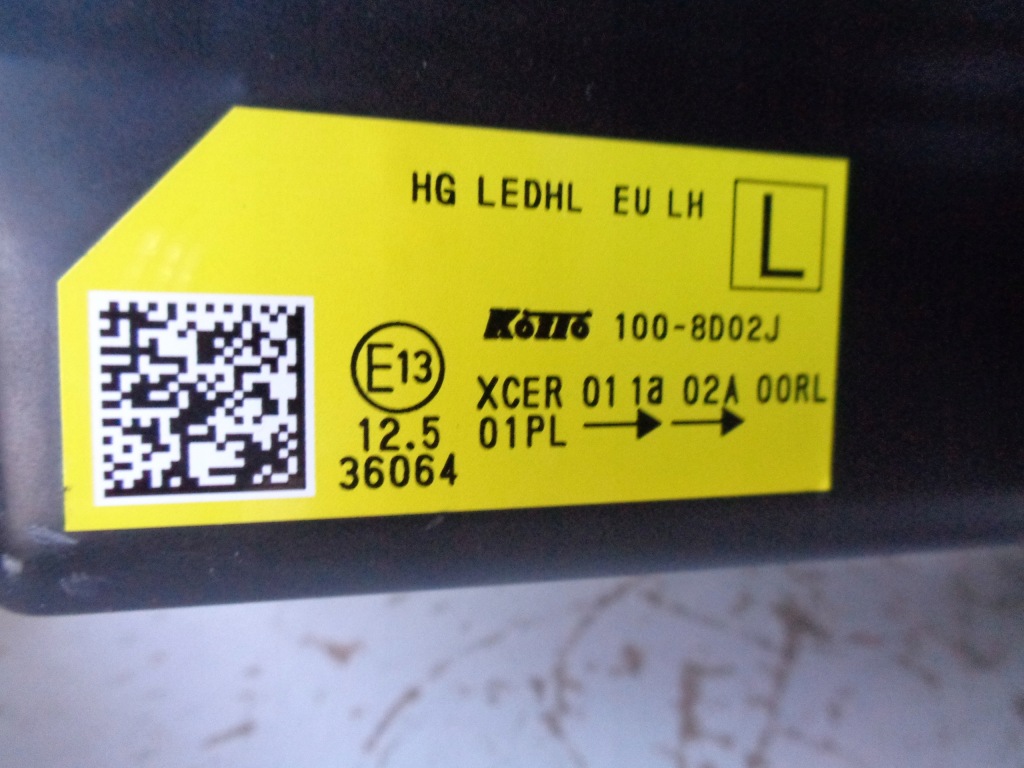 HG LEDHL EU LH
L
KOITO 100-8D02J
E13
XCER 01 1a 02A 00RL
12.5 01PL → →
36064